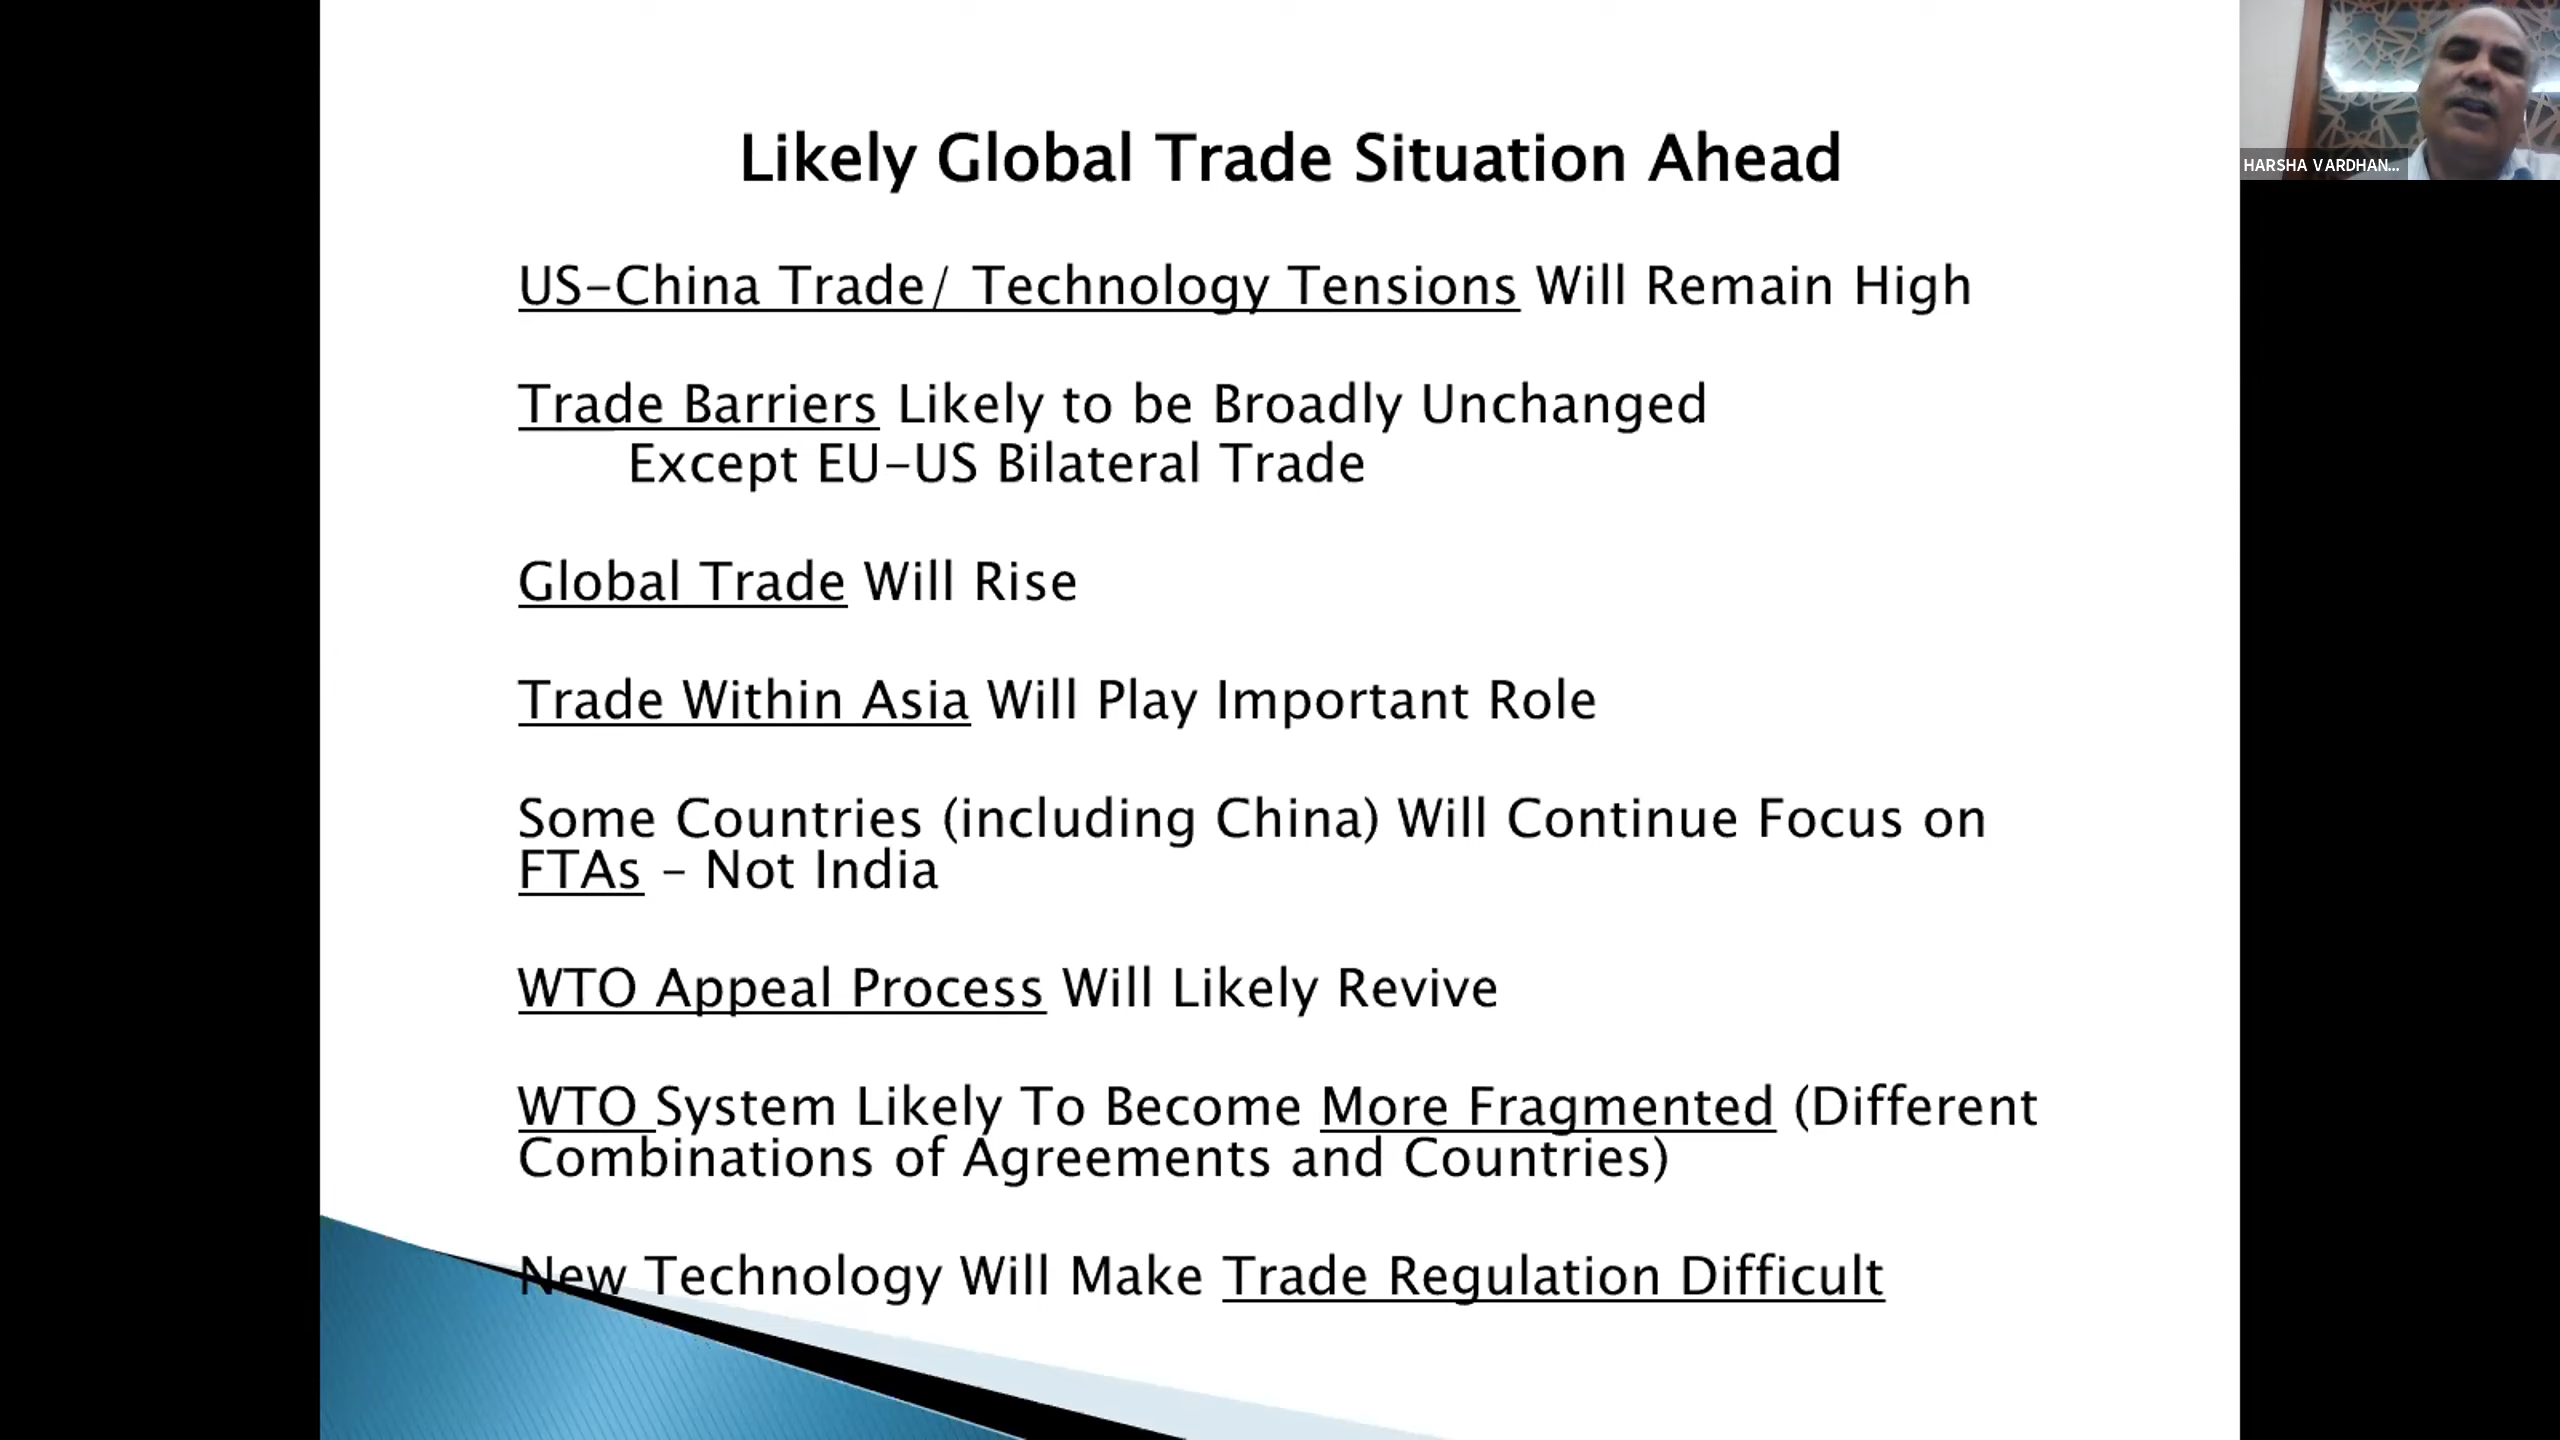 Likely Global Trade Situation Ahead
HARSHA VARDHAN...
US-China Trade/ Technology Tensions Will Remain High
Trade Barriers Likely to be Broadly Unchanged
Except EU-US Bilateral Trade
Global Trade Will Rise
Trade Within Asia Will Play Important Role
Some Countries (including China) Will Continue Focus on
FTAs - Not India
WTO Appeal Process Will Likely Revive
WTO System Likely To Become More Fragmented (Different
Combinations of Agreements and Countries)
New Technology Will Make Trade Regulation Difficult